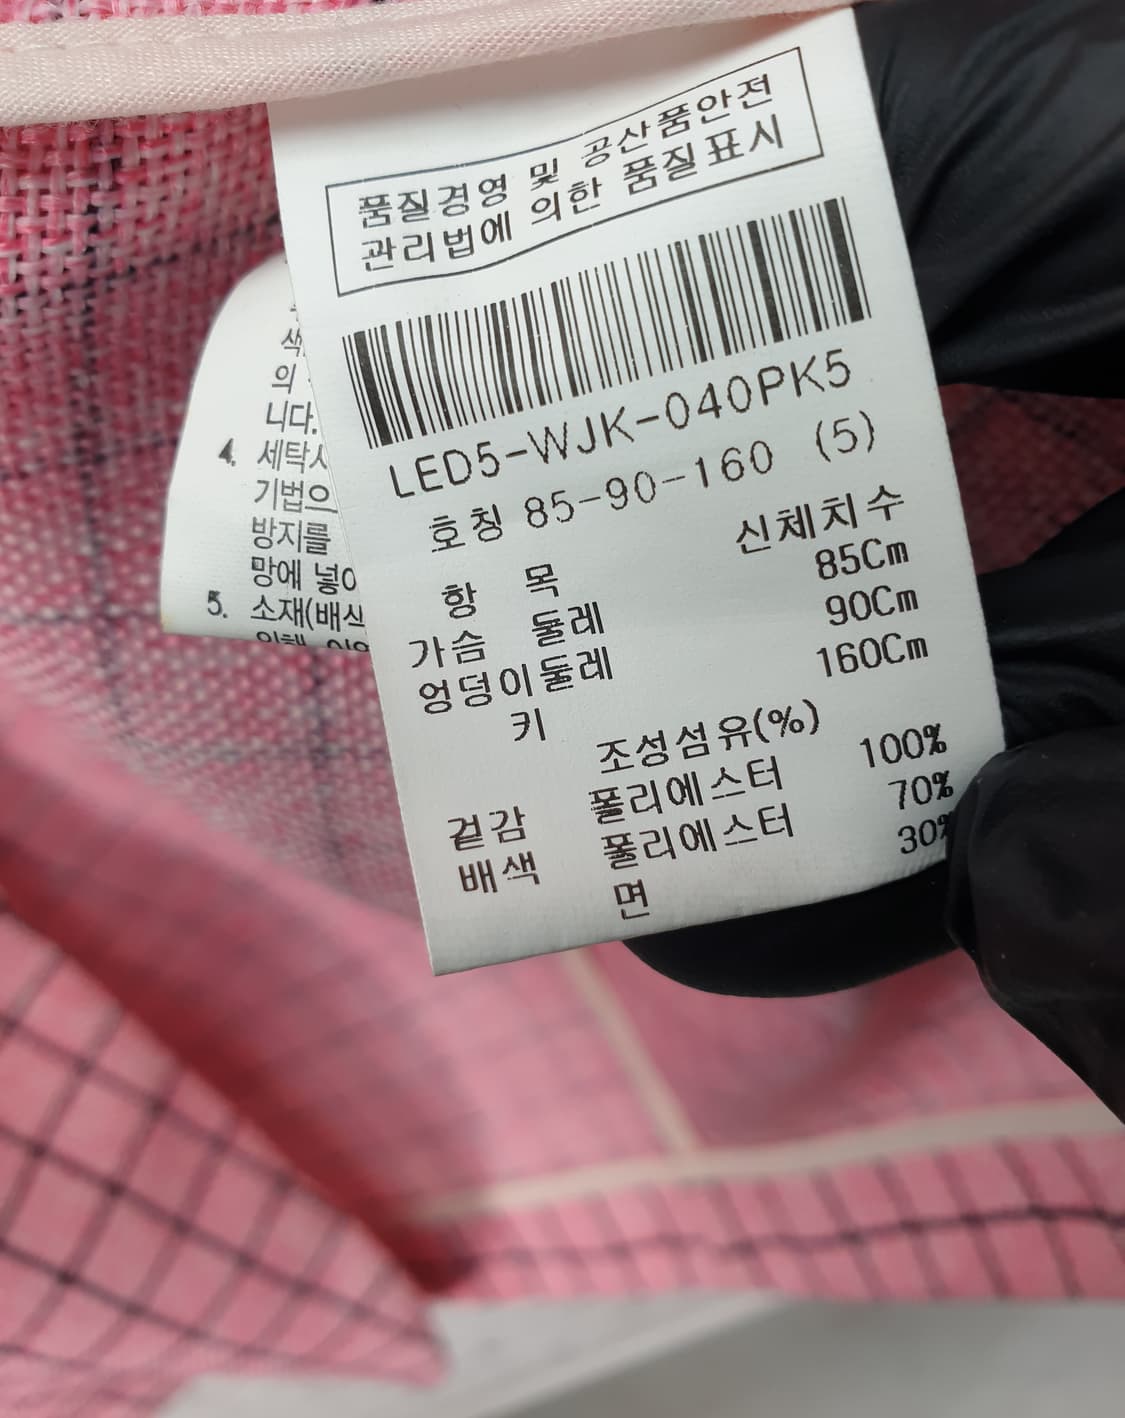 품질경영 및 공산품안전
관리법에 의한 품질표시
LED5-WJK-040PK5
호칭 85-90-160 (5)
항 목 신체치수
가슴 둘레 85Cm
엉덩이둘레 90Cm
키 160Cm
조성섬유(%)
겉감 폴리에스터 100%
배색 폴리에스터 70%
면 30%
색
의
니다.
4. 세탁시
기법으
방지를
망에 넣어
5. 소재(배색